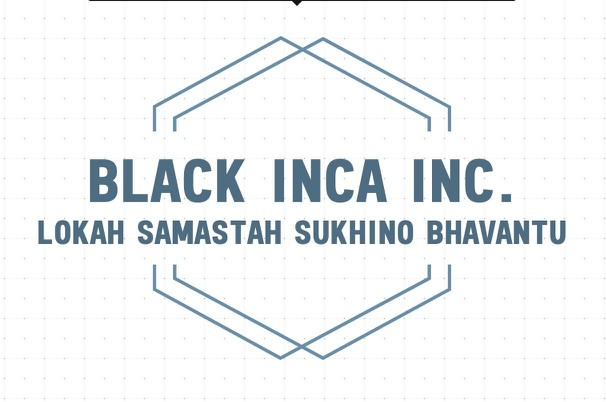 BLACK INCA INC.
LOKAH SAMASTAH SUKHINO BHAVANTU